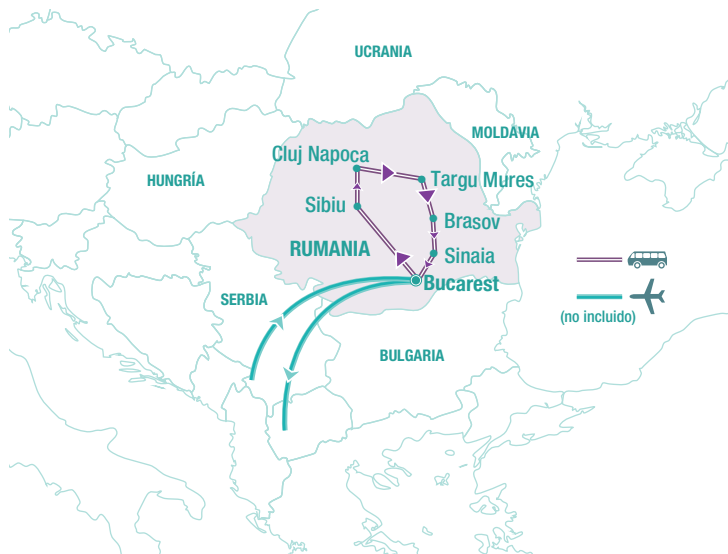 UCRANIA
MOLDAVIA
Cluj Napoca
HUNGRÍA
Targu Mures
Sibiu
Brasov
RUMANIA
Sinaia
Bucarest
SERBIA
(no incluido)
BULGARIA